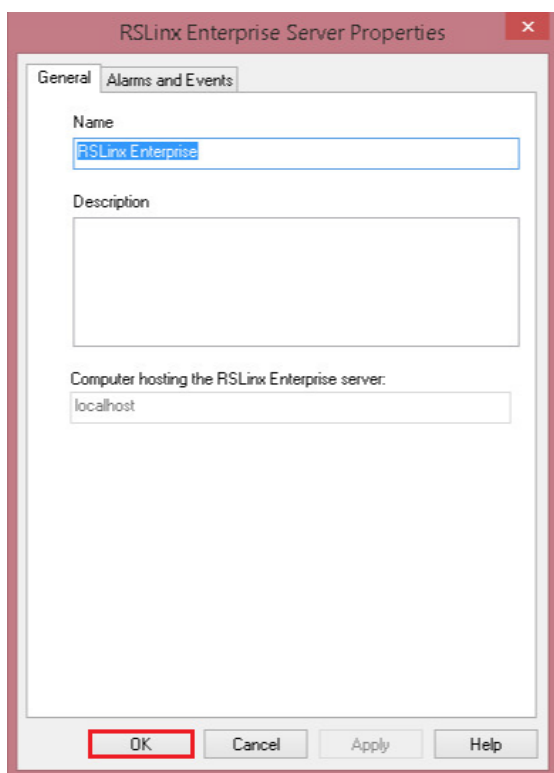 RSLinx Enterprise Server Properties
General
Alarms and Events
Name
RSLinx Enterprise
Description
Computer hosting the RSLinx Enterprise server:
localhost
OK
Cancel
Apply
Help